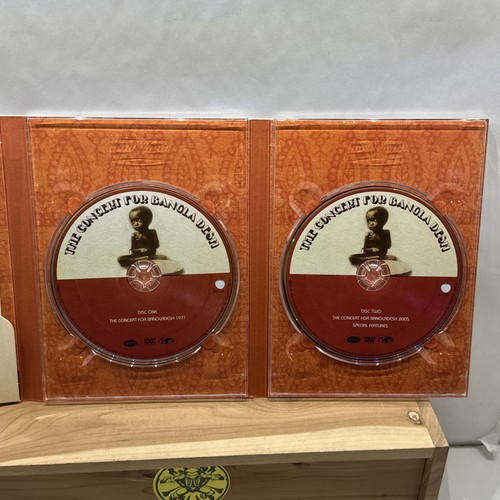 THE CONCERT FOR BANGLA DESH
DISC ONE
THE CONCERT FOR BANGLADESH 1971
THE CONCERT FOR BANGLA DESH
DISC TWO
THE CONCERT FOR BANGLADESH 2005
SPECIAL FEATURES